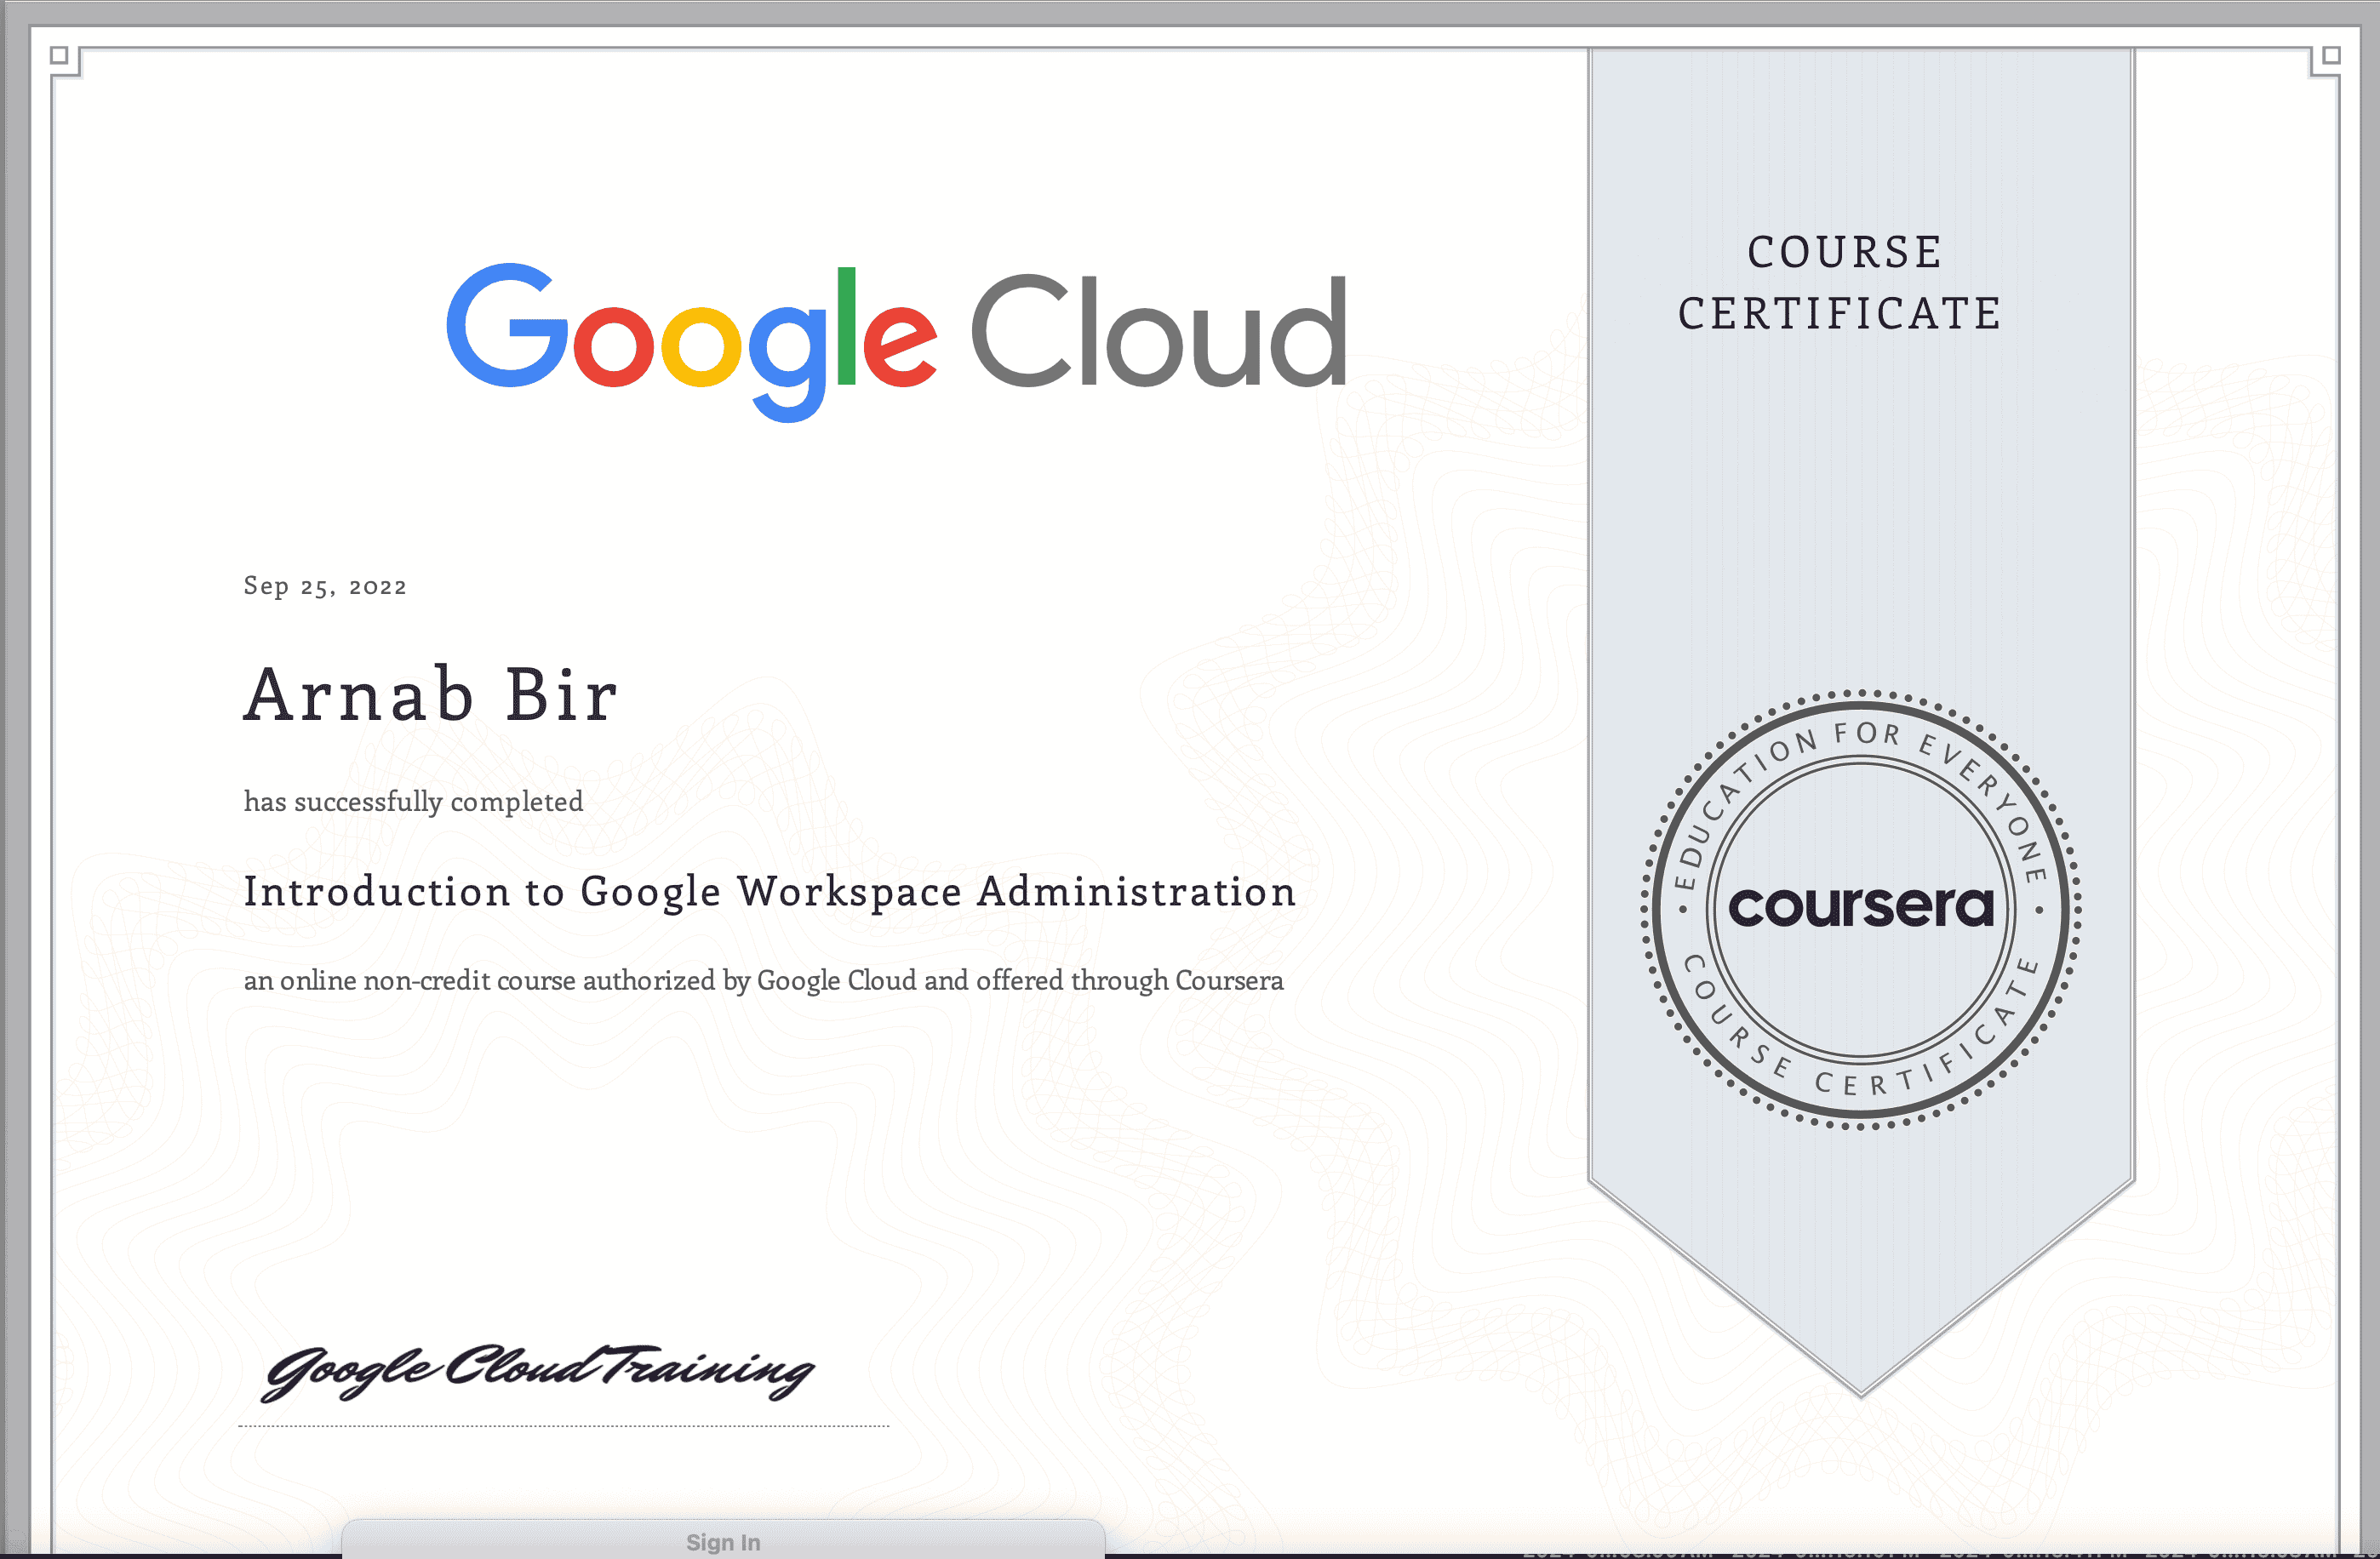 Google Cloud
COURSE
CERTIFICATE
Sep 25, 2022
Arnab Bir
has successfully completed
Introduction to Google Workspace Administration
an online non-credit course authorized by Google Cloud and offered through Coursera
EDUCATION FOR EVERYONE
coursera
COURSE CERTIFICATE
Google Cloud Training
Sign In